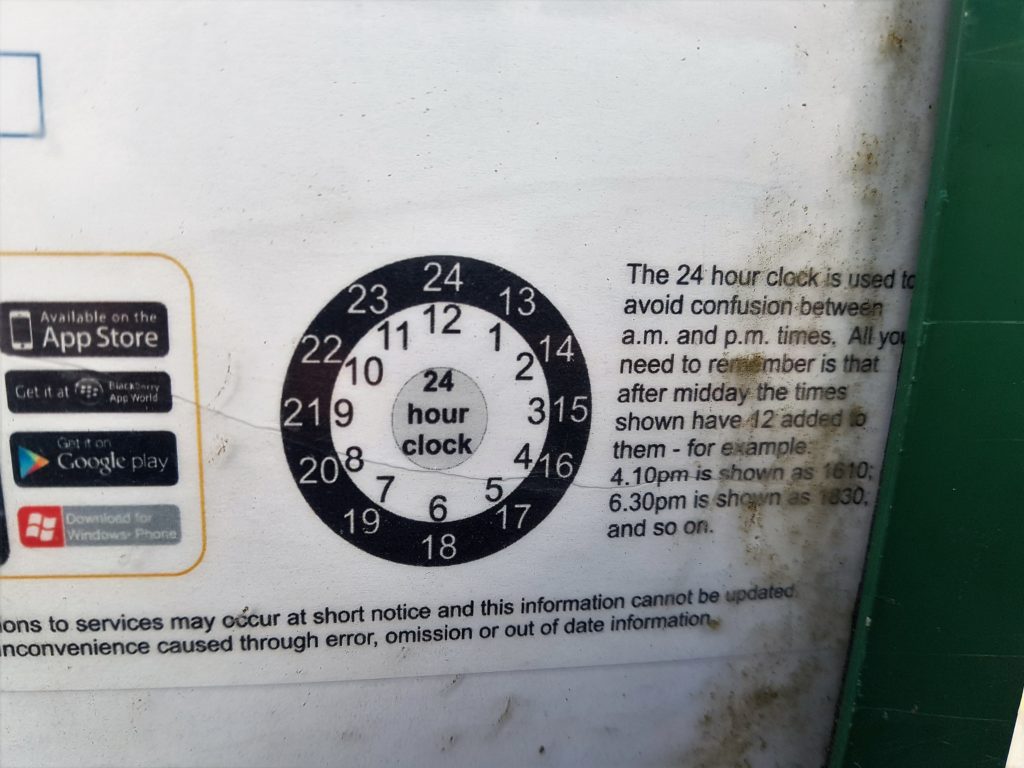 Available on the
App Store
Get it at BlackBerry
App World
Get it on
Google play
Download for
Windows Phone
24
23 13
12
11 1
22 14
10 2
24
hour
clock
21 9 3 15
20 8 4 16
7 5
19 6 17
18
The 24 hour clock is used to
avoid confusion between
a.m. and p.m. times. All you
need to remember is that
after midday the times
shown have 12 added to
them - for example:
4.10pm is shown as 1610;
6.30pm is shown as 1830,
and so on.
ions to services may occur at short notice and this information cannot be updated.
inconvenience caused through error, omission or out of date information.